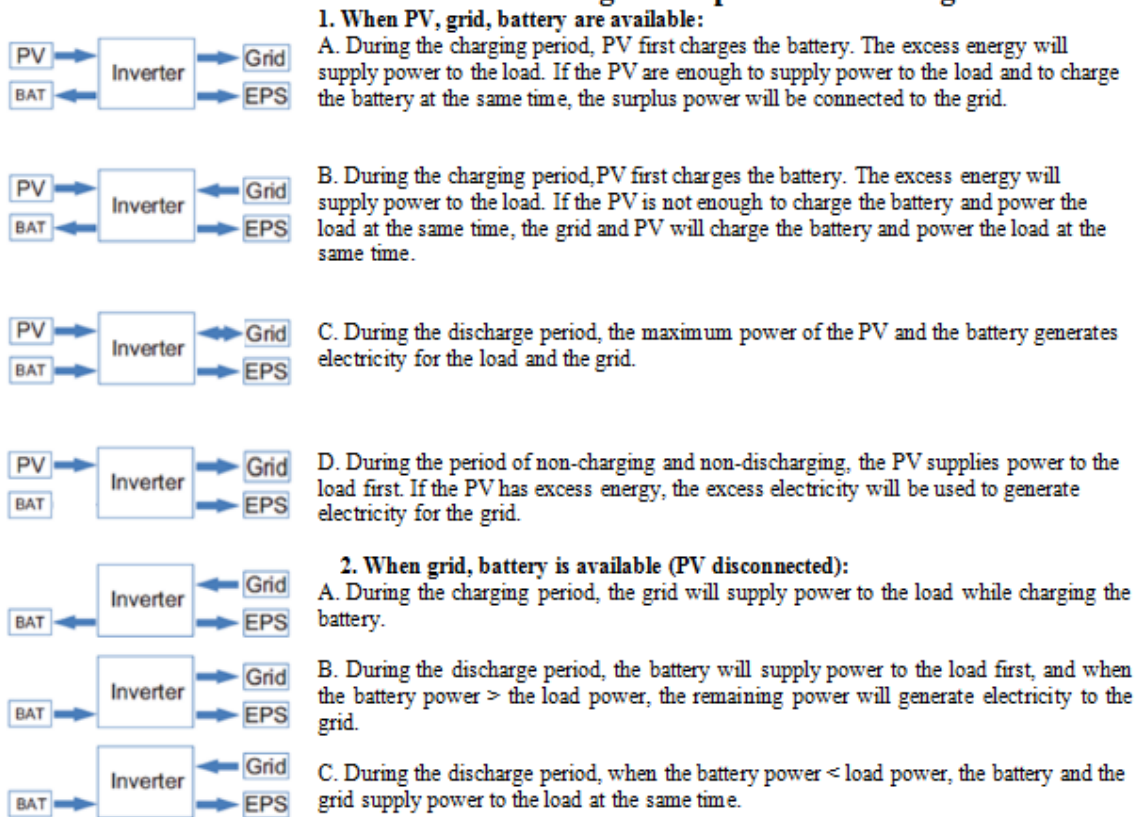 1. When PV, grid, battery are available:
PV
Inverter
Grid
BAT
EPS
A. During the charging period, PV first charges the battery. The excess energy will
supply power to the load. If the PV are enough to supply power to the load and to charge
the battery at the same time, the surplus power will be connected to the grid.
PV
Inverter
Grid
BAT
EPS
B. During the charging period,PV first charges the battery. The excess energy will
supply power to the load. If the PV is not enough to charge the battery and power the
load at the same time, the grid and PV will charge the battery and power the load at the
same time.
PV
Inverter
Grid
BAT
EPS
C. During the discharge period, the maximum power of the PV and the battery generates
electricity for the load and the grid.
PV
Inverter
Grid
BAT
EPS
D. During the period of non-charging and non-discharging, the PV supplies power to the
load first. If the PV has excess energy, the excess electricity will be used to generate
electricity for the grid.
2. When grid, battery is available (PV disconnected):
Inverter
Grid
BAT
EPS
A. During the charging period, the grid will supply power to the load while charging the
battery.
Inverter
Grid
BAT
EPS
B. During the discharge period, the battery will supply power to the load first, and when
the battery power > the load power, the remaining power will generate electricity to the
grid.
Inverter
Grid
BAT
EPS
C. During the discharge period, when the battery power < load power, the battery and the
grid supply power to the load at the same time.